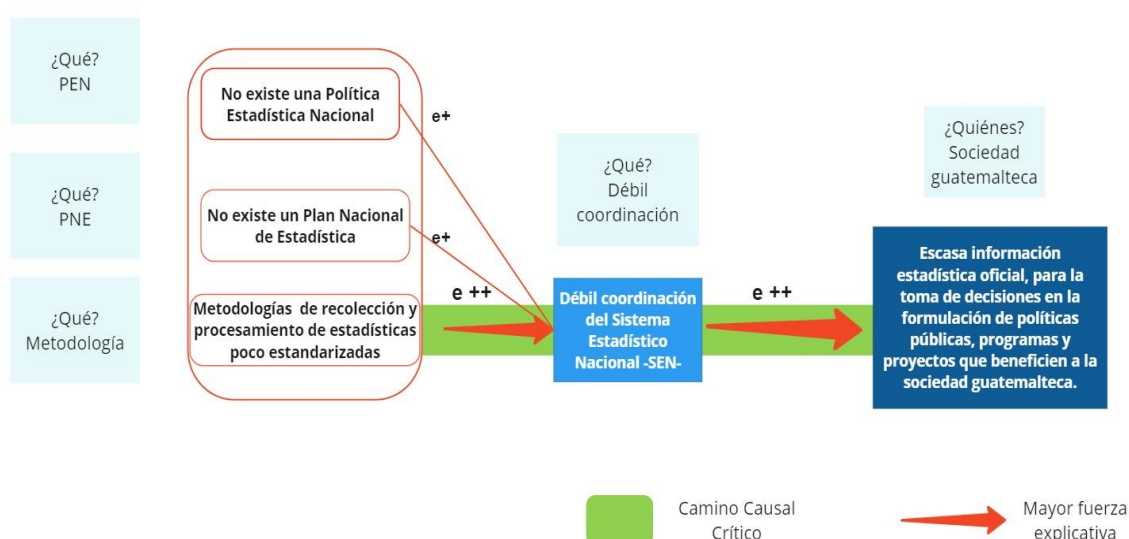 ¿Qué?
PEN
¿Qué?
PNE
¿Qué?
Metodología
No existe una Política
Estadística Nacional
No existe un Plan Nacional
de Estadística
Metodologías de recolección y
procesamiento de estadísticas
poco estandarizadas
e+
e+
e ++
¿Qué?
Débil
coordinación
Débil coordinación
del Sistema
Estadístico
Nacional -SEN-
e ++
¿Quiénes?
Sociedad
guatemalteca
Escasa información
estadística oficial, para la
toma de decisiones en la
formulación de políticas
públicas, programas y
proyectos que beneficien a la
sociedad guatemalteca.
Camino Causal
Crítico
Mayor fuerza
explicativa